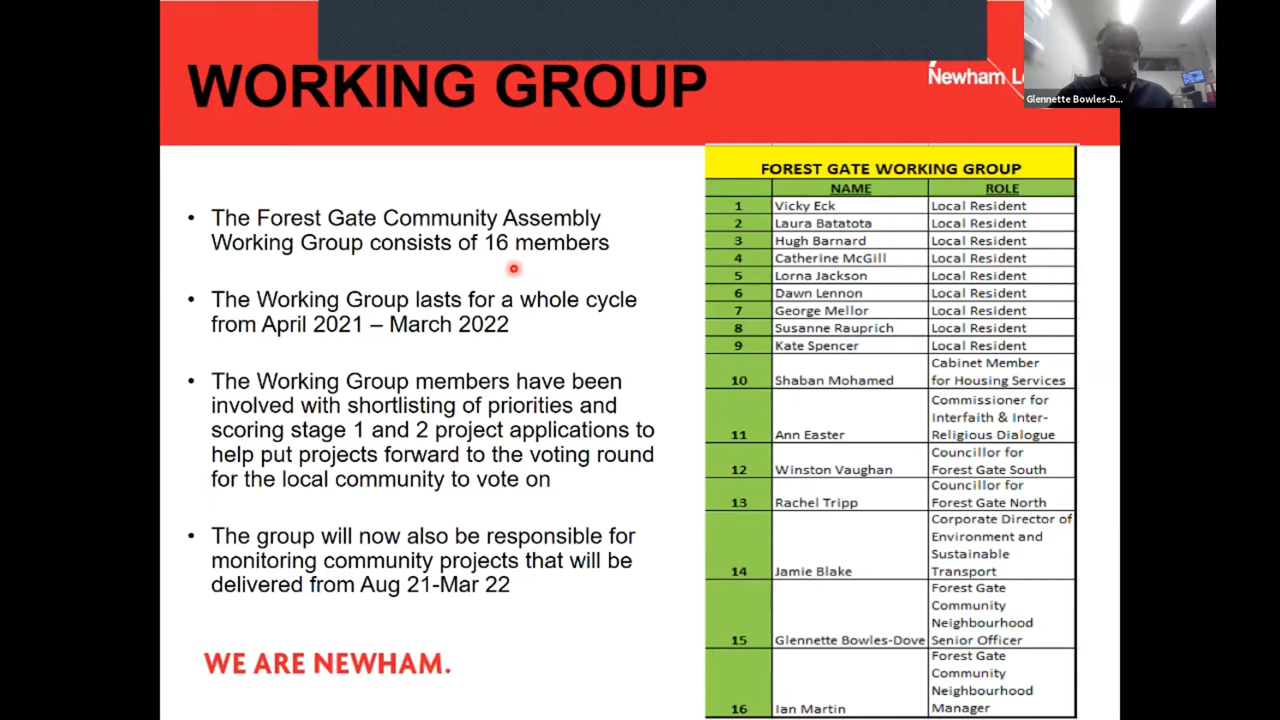 WORKING GROUP
Newham
Glennette Bowles-D...
• The Forest Gate Community Assembly
Working Group consists of 16 members
• The Working Group lasts for a whole cycle
from April 2021 – March 2022
• The Working Group members have been
involved with shortlisting of priorities and
scoring stage 1 and 2 project applications to
help put projects forward to the voting round
for the local community to vote on
• The group will now also be responsible for
monitoring community projects that will be
delivered from Aug 21-Mar 22
WE ARE NEWHAM.
FOREST GATE WORKING GROUP
NAME ROLE
1 Vicky Eck Local Resident
2 Laura Batatota Local Resident
3 Hugh Barnard Local Resident
4 Catherine McGill Local Resident
5 Lorna Jackson Local Resident
6 Dawn Lennon Local Resident
7 George Mellor Local Resident
8 Susanne Rauprich Local Resident
9 Kate Spencer Local Resident
Cabinet Member
10 Shaban Mohamed for Housing Services
Commissioner for
Interfaith & Inter-
11 Ann Easter Religious Dialogue
Councillor for
12 Winston Vaughan Forest Gate South
Councillor for
13 Rachel Tripp Forest Gate North
Corporate Director of
Environment and
Sustainable
14 Jamie Blake Transport
Forest Gate
Community
Neighbourhood
15 Glennette Bowles-Dove Senior Officer
Forest Gate
Community
Neighbourhood
16 Ian Martin Manager